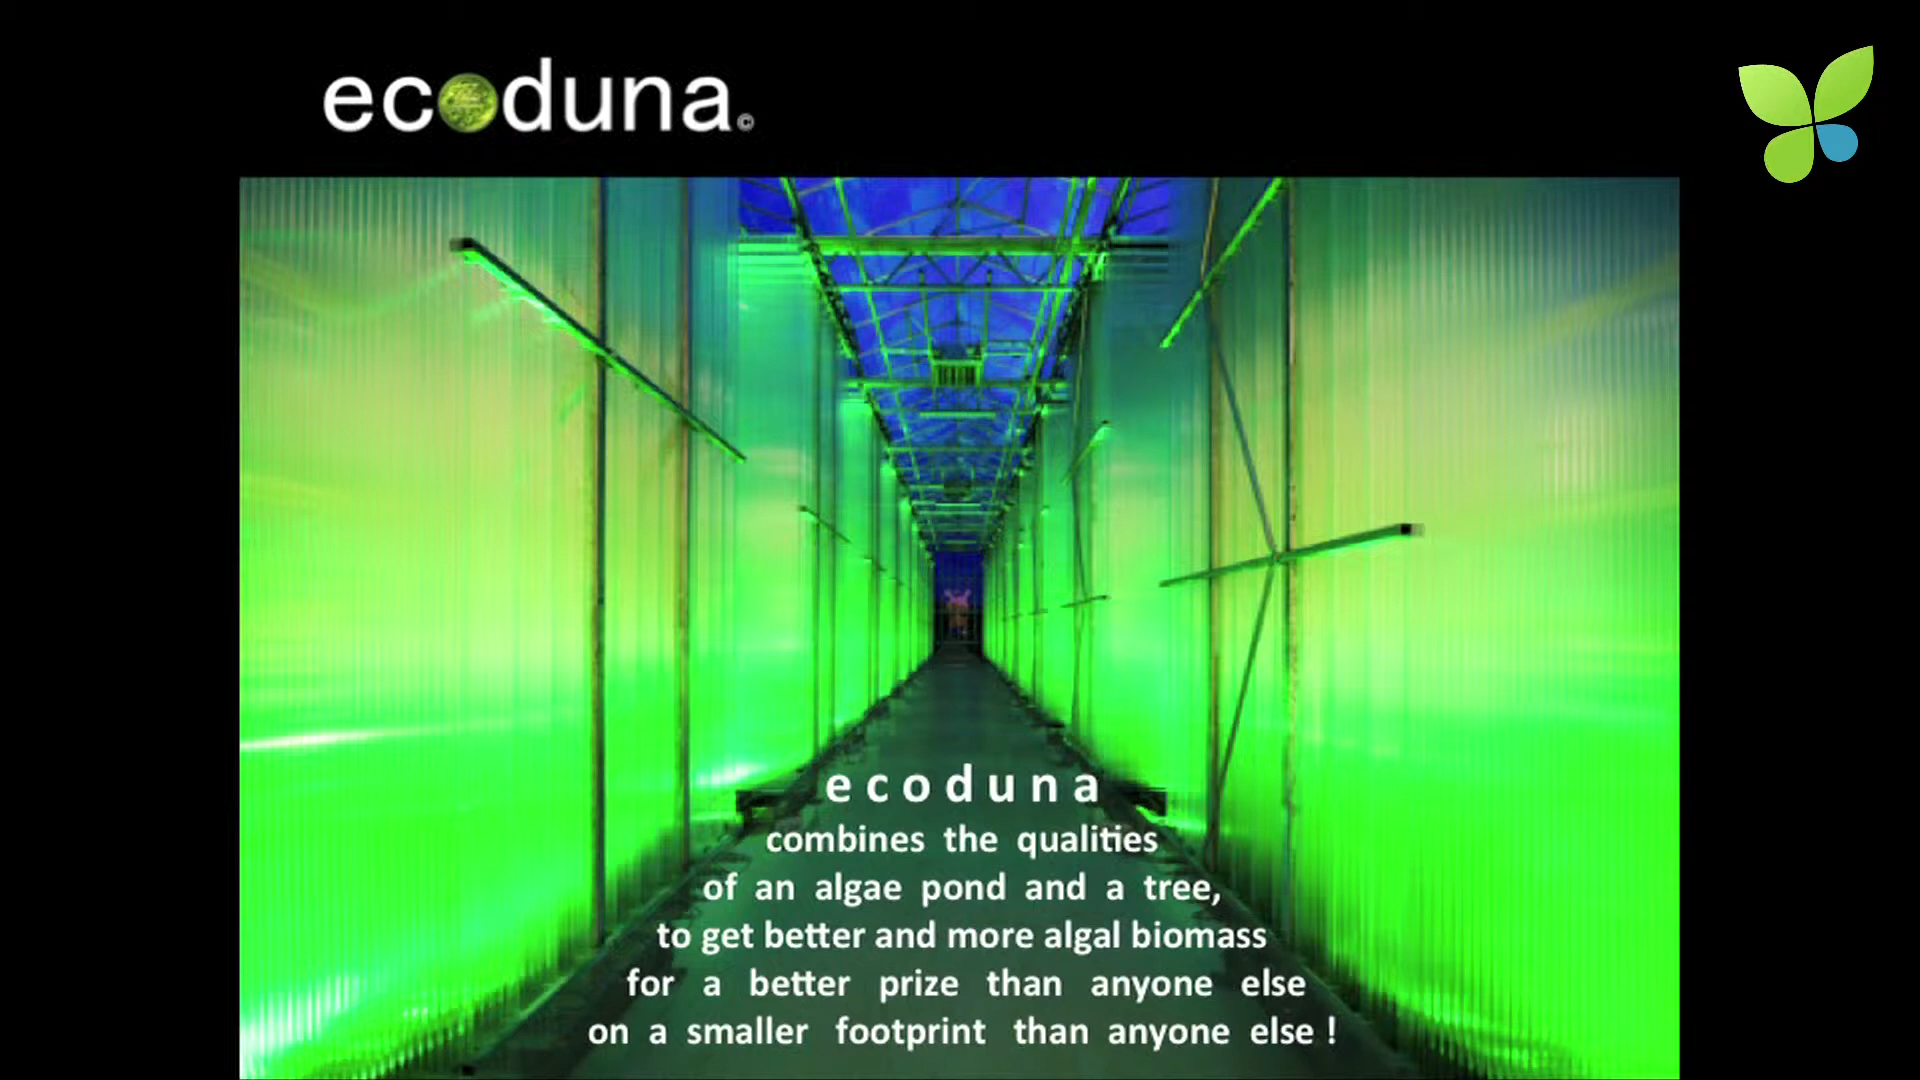 ecoduna.©
ecoduna
combines the qualities
of an algae pond and a tree,
to get better and more algal biomass
for a better prize than anyone else
on a smaller footprint than anyone else !